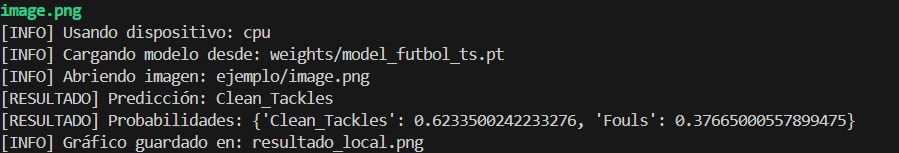 image.png
[INFO] Usando dispositivo: cpu
[INFO] Cargando modelo desde: weights/model_futbol_ts.pt
[INFO] Abriendo imagen: ejemplo/image.png
[RESULTADO] Predicción: Clean_Tackles
[RESULTADO] Probabilidades: {'Clean_Tackles': 0.6233500242233276, 'Fouls': 0.37665000557899475}
[INFO] Gráfico guardado en: resultado_local.png